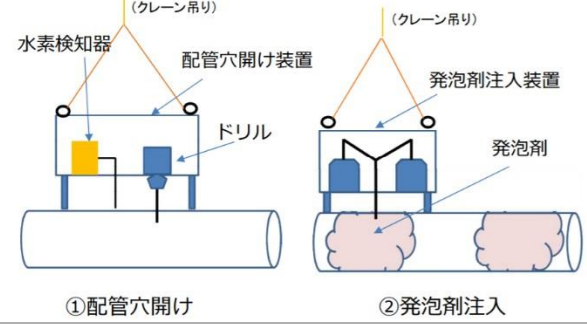 (クレーン吊り)
水素検知器
配管穴開け装置
ドリル
①配管穴開け
(クレーン吊り)
発泡剤注入装置
発泡剤
②発泡剤注入